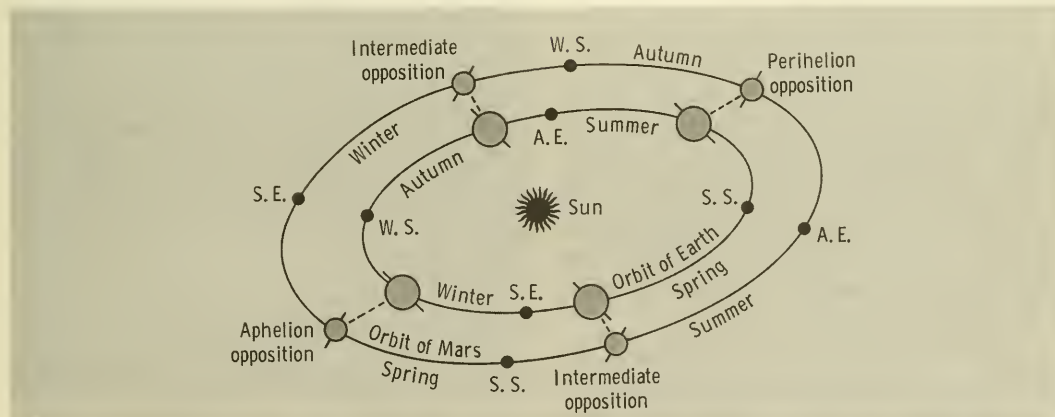 W. S.
Autumn
Intermediate
opposition
Perihelion
opposition
Winter
A. E.
Summer
Autumn
S. E.
W. S.
Sun
S. S.
A. E.
Orbit of Earth
Winter
S. E.
Spring
Summer
Aphelion
opposition
Orbit of Mars
Spring
S. S.
Intermediate
opposition